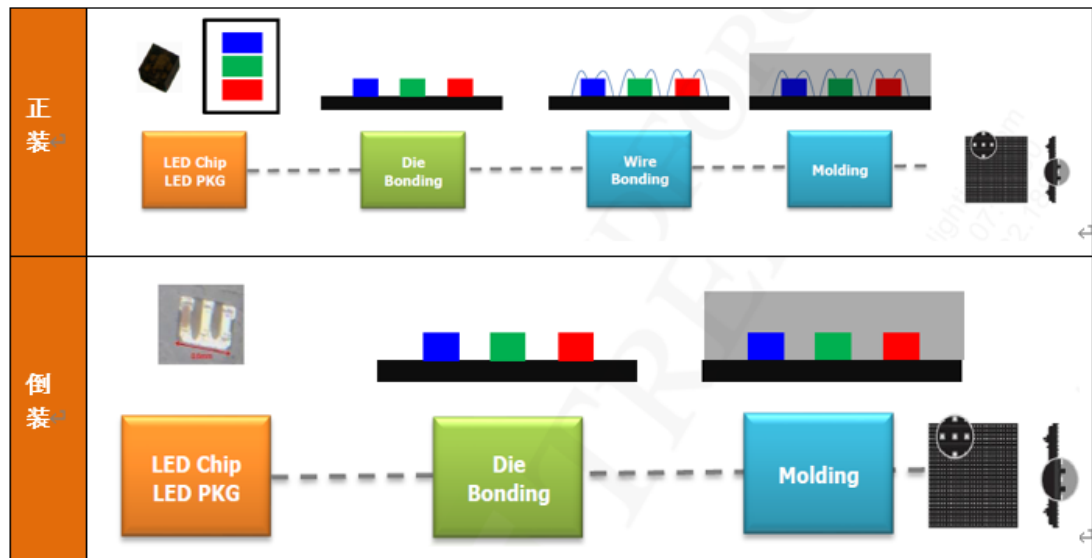 正
装
LED Chip
LED PKG
Die
Bonding
Wire
Bonding
Molding
倒
装
LED Chip
LED PKG
Die
Bonding
Molding